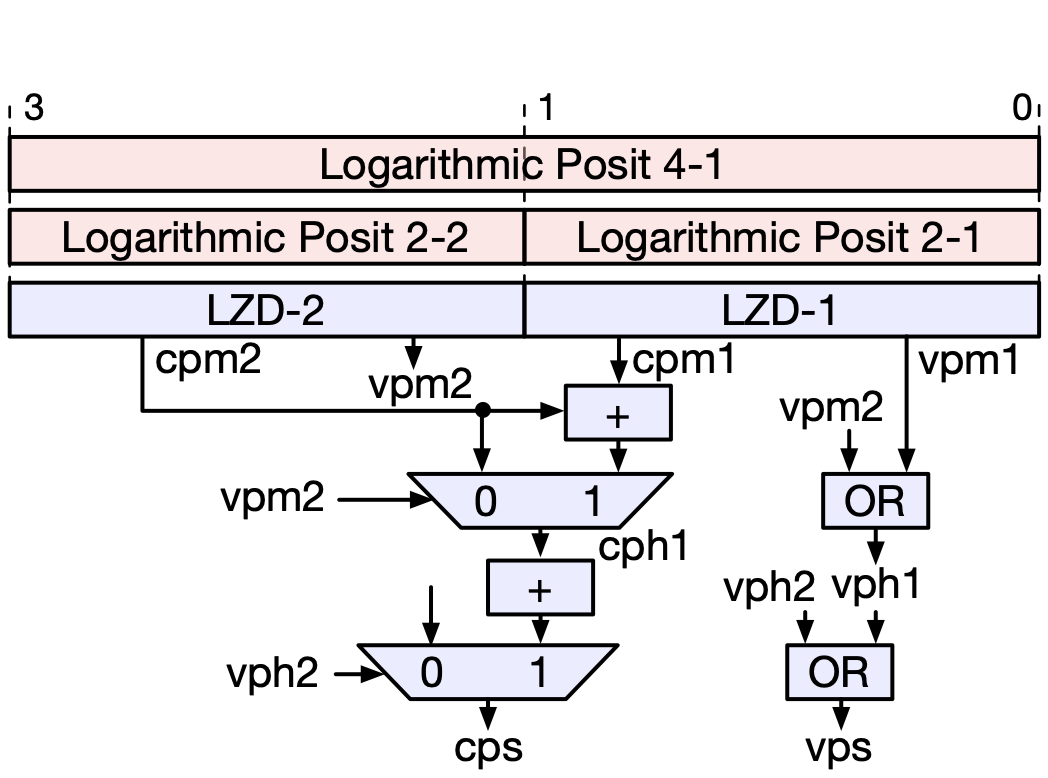 3 1 0
Logarithmic Posit 4-1
Logarithmic Posit 2-2 Logarithmic Posit 2-1
LZD-2 LZD-1
cpm2 cpm1 vpm1
vpm2 vpm2
+
vpm2 0 1 OR
cph1
+ vph2 vph1
vph2 0 1 OR
cps vps